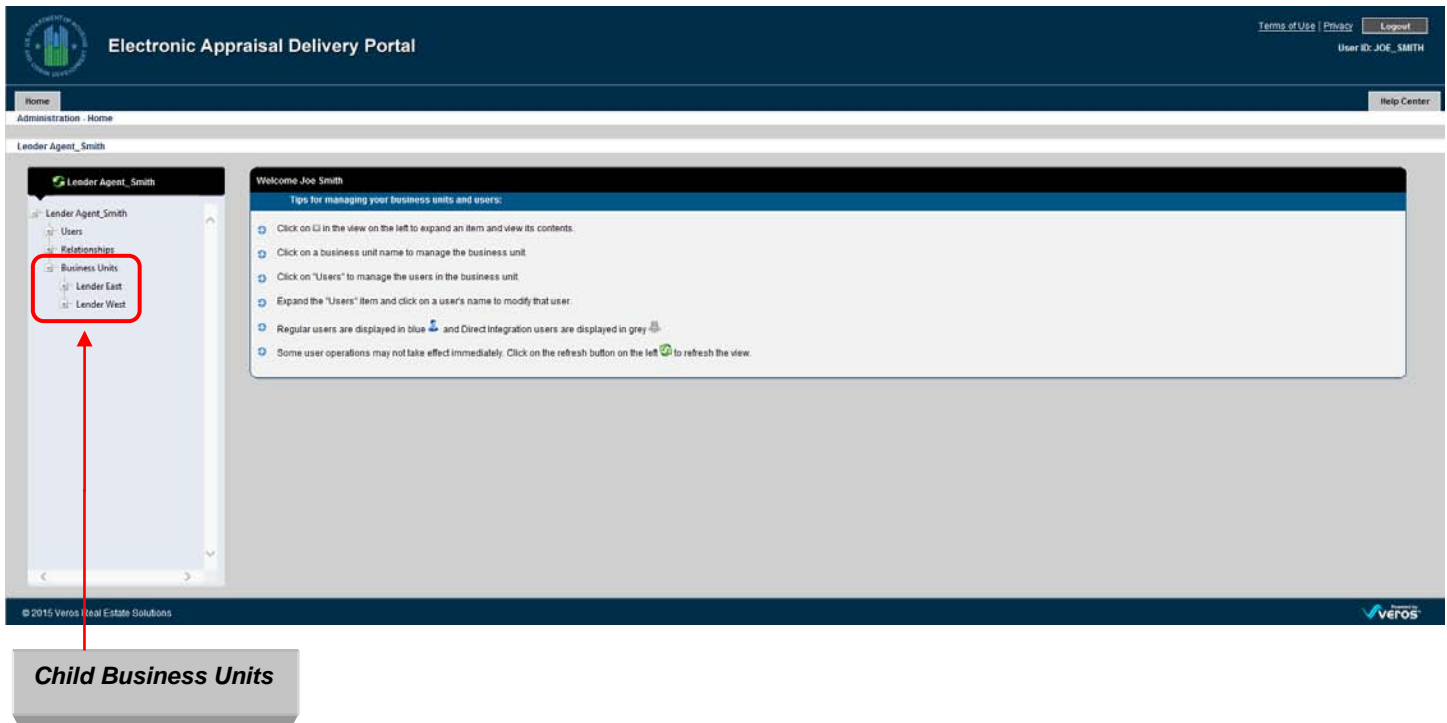 Electronic Appraisal Delivery Portal
Terms of Use | Privacy Logout
User ID: JOE_SMITH
Home
Help Center
Administration - Home
Lender Agent_Smith
Lender Agent_Smith
Lender Agent_Smith
Users
Relationships
Business Units
Lender East
Lender West
Welcome Joe Smith
Tips for managing your business units and users:
Click on in the view on the left to expand an item and view its contents.
Click on a business unit name to manage the business unit
Click on "Users" to manage the users in the business unit
Expand the "Users" item and click on a user's name to modify that user.
Regular users are displayed in blue and Direct Integration users are displayed in grey
Some user operations may not take effect immediately. Click on the refresh button on the left to refresh the view.
© 2015 Veros Real Estate Solutions
Powered by
veros
Child Business Units